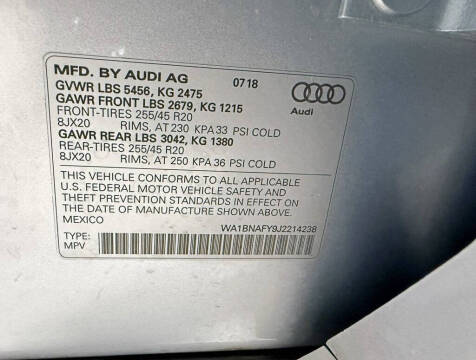 MFD. BY AUDI AG 0718
GVWR LBS 5456, KG 2475
GAWR FRONT LBS 2679, KG 1215
FRONT-TIRES 255/45 R20
8JX20 RIMS, AT 230 KPA 33 PSI COLD
GAWR REAR LBS 3042, KG 1380
REAR-TIRES 255/45 R20
8JX20 RIMS, AT 250 KPA 36 PSI COLD
Audi
THIS VEHICLE CONFORMS TO ALL APPLICABLE
U.S. FEDERAL MOTOR VEHICLE SAFETY AND
THEFT PREVENTION STANDARDS IN EFFECT ON
THE DATE OF MANUFACTURE SHOWN ABOVE.
MEXICO
WA1BNAFY9J2214238
TYPE:
MPV